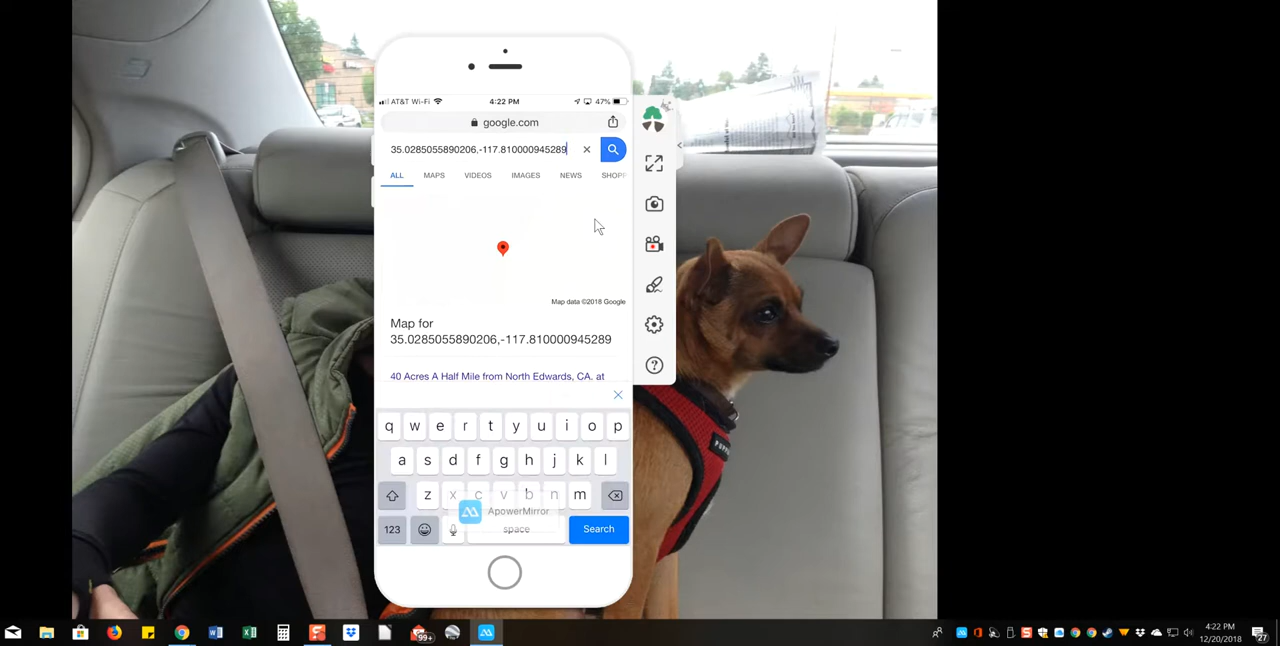 AT&T Wi-Fi
4:22 PM
47%
google.com
35.0285055890206,-117.810000945289
ALL MAPS VIDEOS IMAGES NEWS SHOP
Map data ©2018 Google
Map for
35.0285055890206,-117.810000945289
40 Acres A Half Mile from North Edwards, CA. at
q w e r t y u i o p
a s d f g h j k l
z x c v b n m
ApowerMirror
123 space Search
4:22 PM
12/20/2018
99+
27